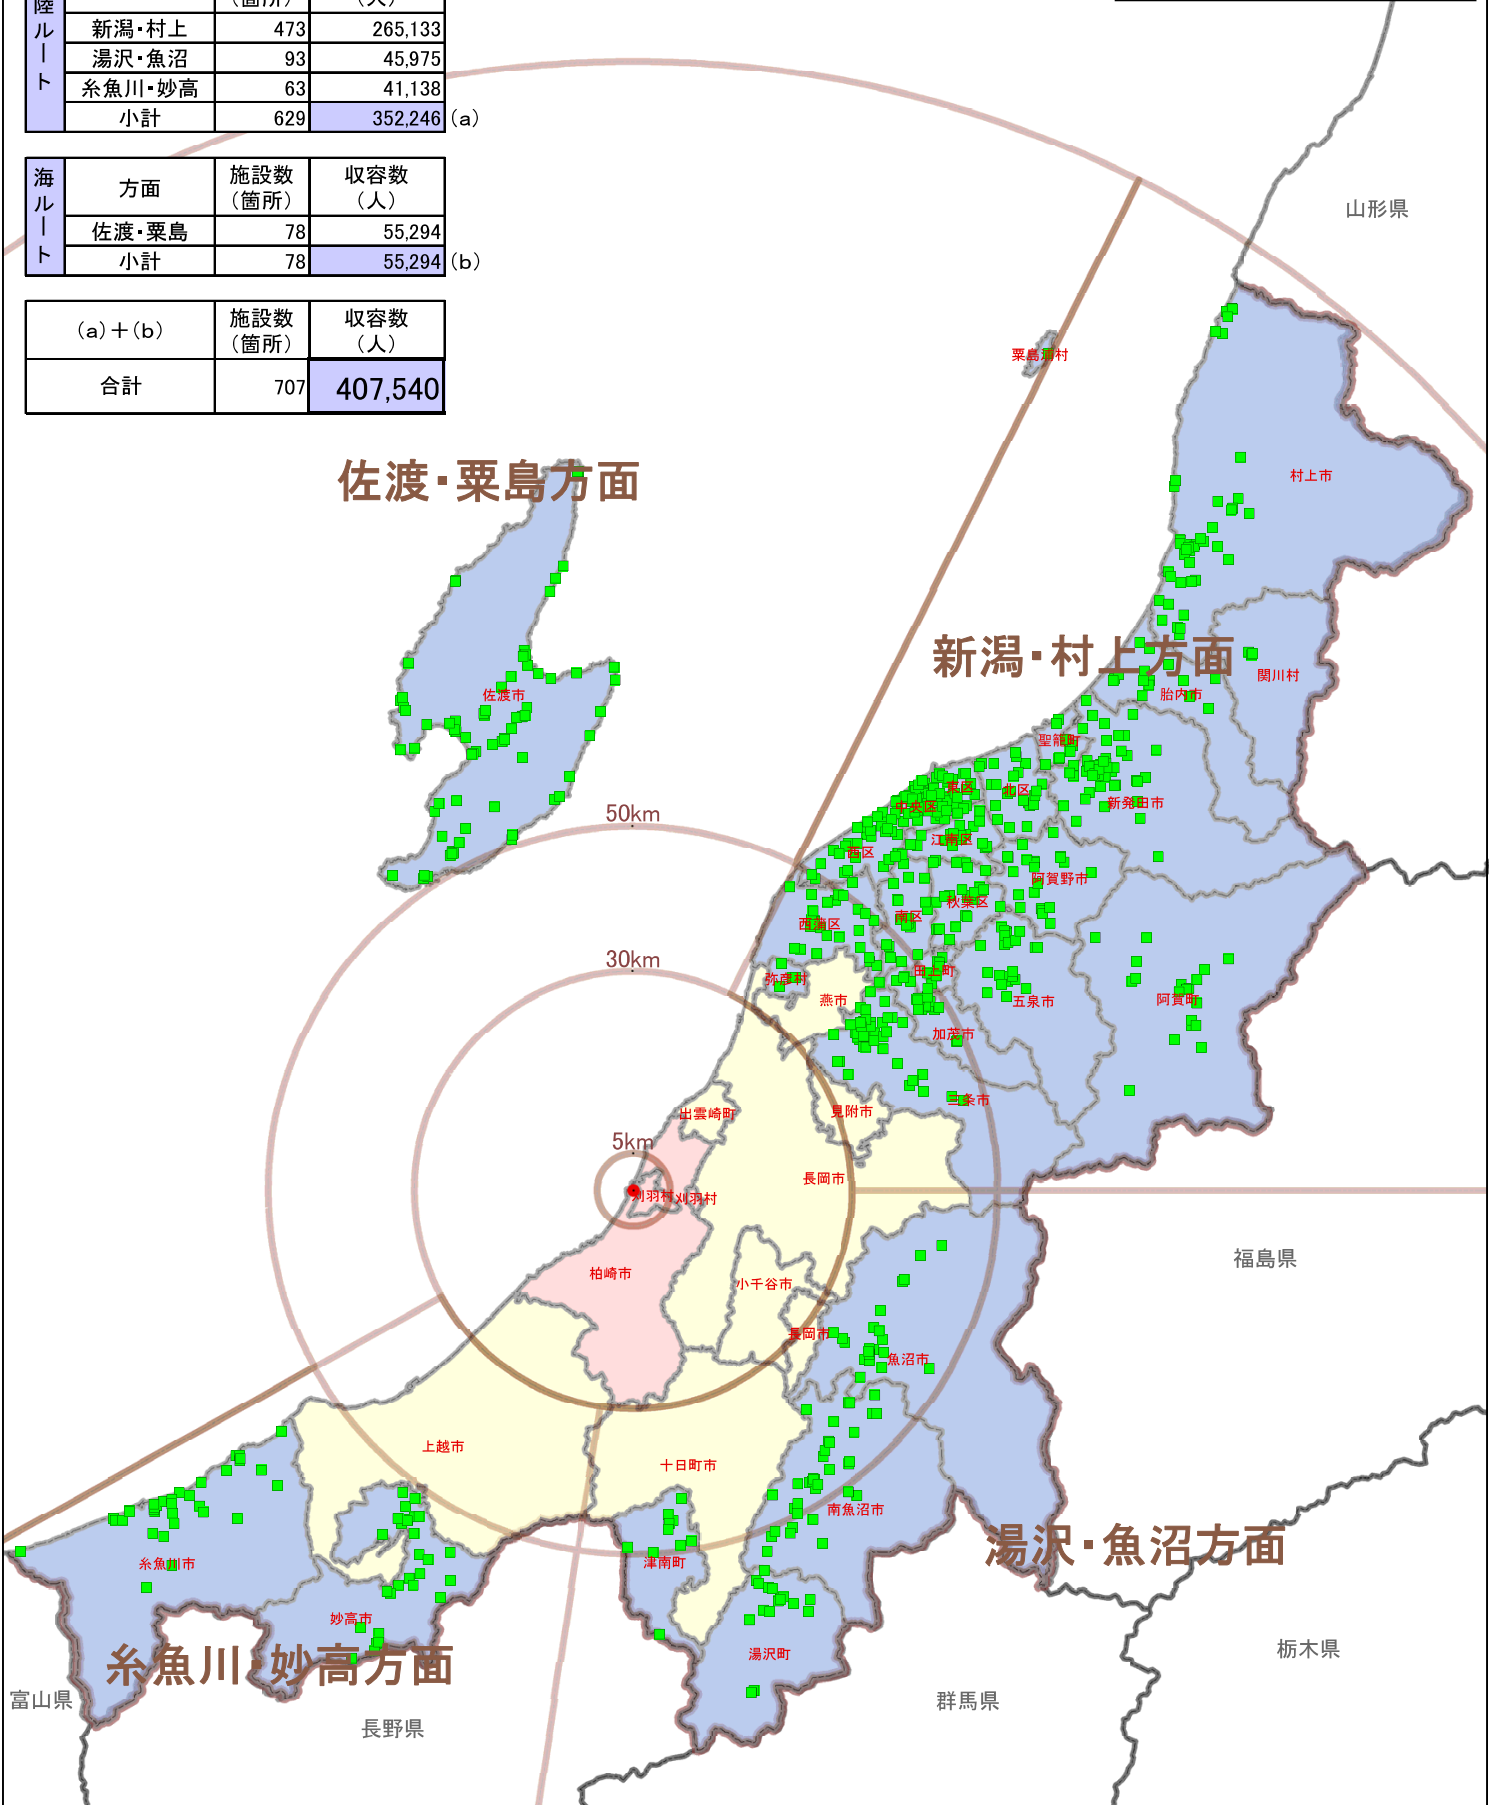 陸ルート
(箇所)
(人)
新潟・村上 473 265,133
湯沢・魚沼 93 45,975
糸魚川・妙高 63 41,138
小計 629 352,246 (a)
海ルート
方面 施設数(箇所) 収容数(人)
佐渡・粟島 78 55,294
小計 78 55,294 (b)
(a)+(b) 施設数(箇所) 収容数(人)
合計 707 407,540
山形県
粟島浦村
佐渡・粟島方面
村上市
新潟・村上方面
関川村
佐渡市
胎内市
聖籠町
東区
北区
中央区
新発田市
50km
江南区
西区
阿賀野市
秋葉区
南区
西蒲区
30km
田上町
弥彦村
燕市
五泉市
阿賀町
加茂市
三条市
見附市
出雲崎町
5km
長岡市
刈羽村
刈羽村
福島県
柏崎市
小千谷市
長岡市
魚沼市
上越市
十日町市
南魚沼市
湯沢・魚沼方面
津南町
糸魚川市
妙高市
栃木県
湯沢町
糸魚川・妙高方面
富山県
群馬県
長野県